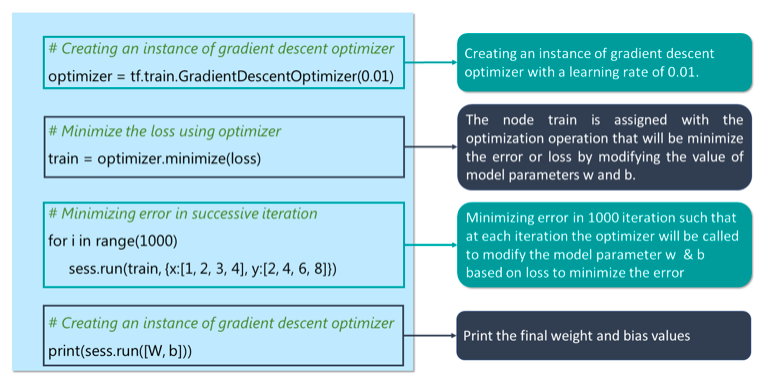 # Creating an instance of gradient descent optimizer
optimizer = tf.train.GradientDescentOptimizer(0.01)
Creating an instance of gradient descent
optimizer with a learning rate of 0.01.
# Minimize the loss using optimizer
train = optimizer.minimize(loss)
The node train is assigned with the
optimization operation that will be minimize
the error or loss by modifying the value of
model parameters w and b.
# Minimizing error in successive iteration
for i in range(1000)
sess.run(train, {x:[1, 2, 3, 4], y:[2, 4, 6, 8]})
Minimizing error in 1000 iteration such that
at each iteration the optimizer will be called
to modify the model parameter w & b
based on loss to minimize the error
# Creating an instance of gradient descent optimizer
print(sess.run([W, b]))
Print the final weight and bias values